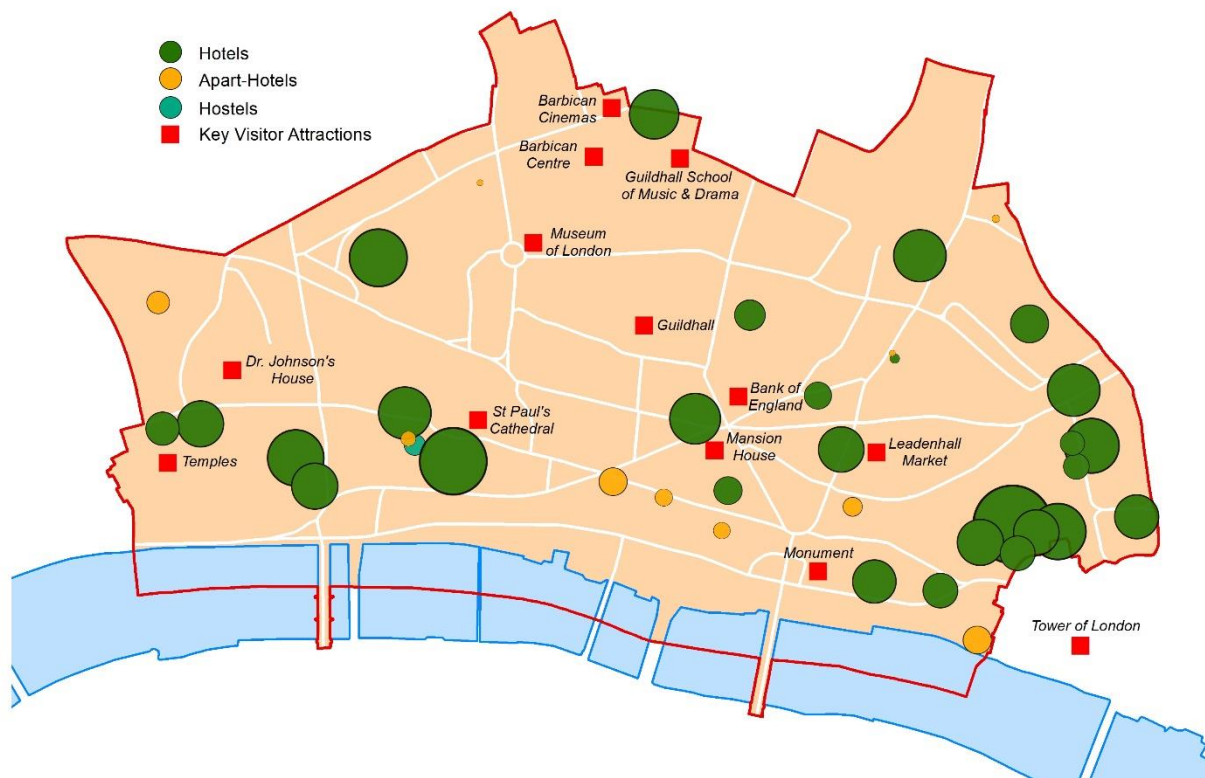 Hotels
Apart-Hotels
Hostels
Key Visitor Attractions
Barbican
Cinemas
Barbican
Centre
Guildhall School
of Music & Drama
Museum
of London
Guildhall
Dr. Johnson's
House
St Paul's
Cathedral
Bank of
England
Mansion
House
Leadenhall
Market
Temples
Monument
Tower of London